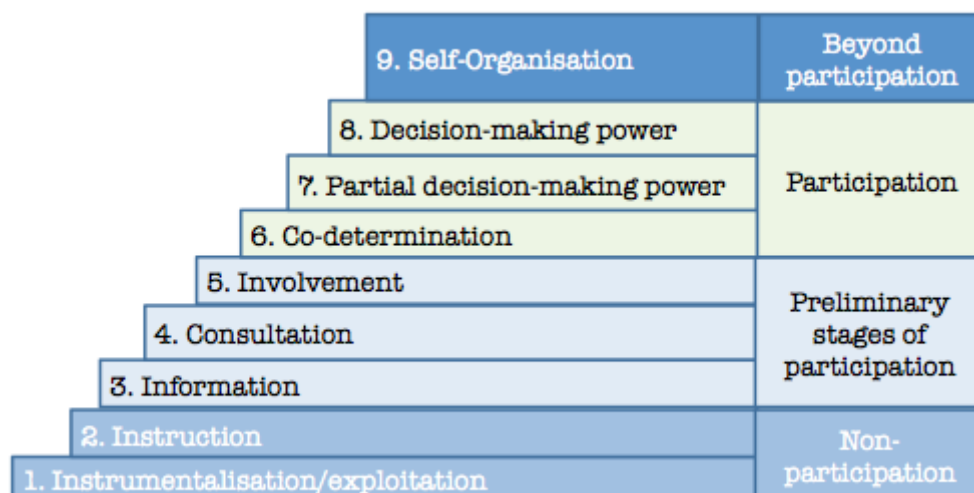 9. Self-Organisation
Beyond
participation
8. Decision-making power
7. Partial decision-making power
6. Co-determination
Participation
5. Involvement
4. Consultation
3. Information
Preliminary
stages of
participation
2. Instruction
1. Instrumentalisation/exploitation
Non-
participation